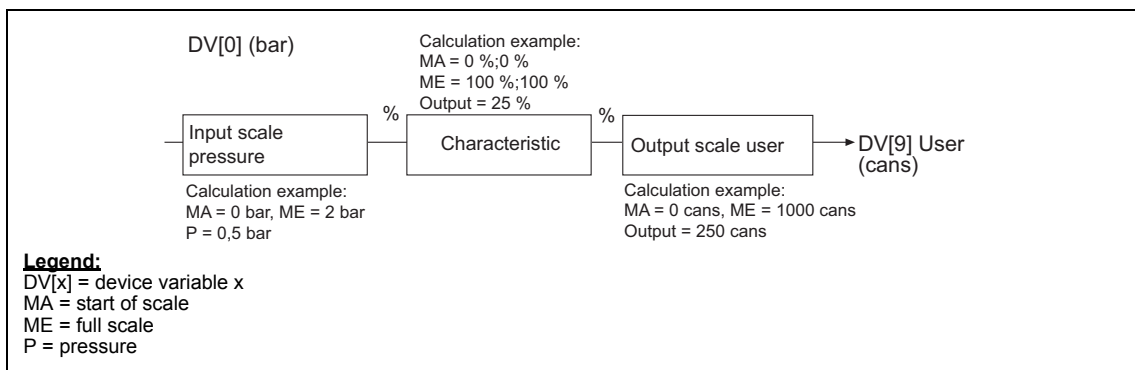 DV[0] (bar)
Calculation example:
MA = 0 %;0 %
ME = 100 %;100 %
Output = 25 %
%
%
Input scale
pressure
Characteristic
Output scale user
DV[9] User
(cans)
Calculation example:
MA = 0 bar, ME = 2 bar
P = 0,5 bar
Calculation example:
MA = 0 cans, ME = 1000 cans
Output = 250 cans
Legend:
DV[x] = device variable x
MA = start of scale
ME = full scale
P = pressure